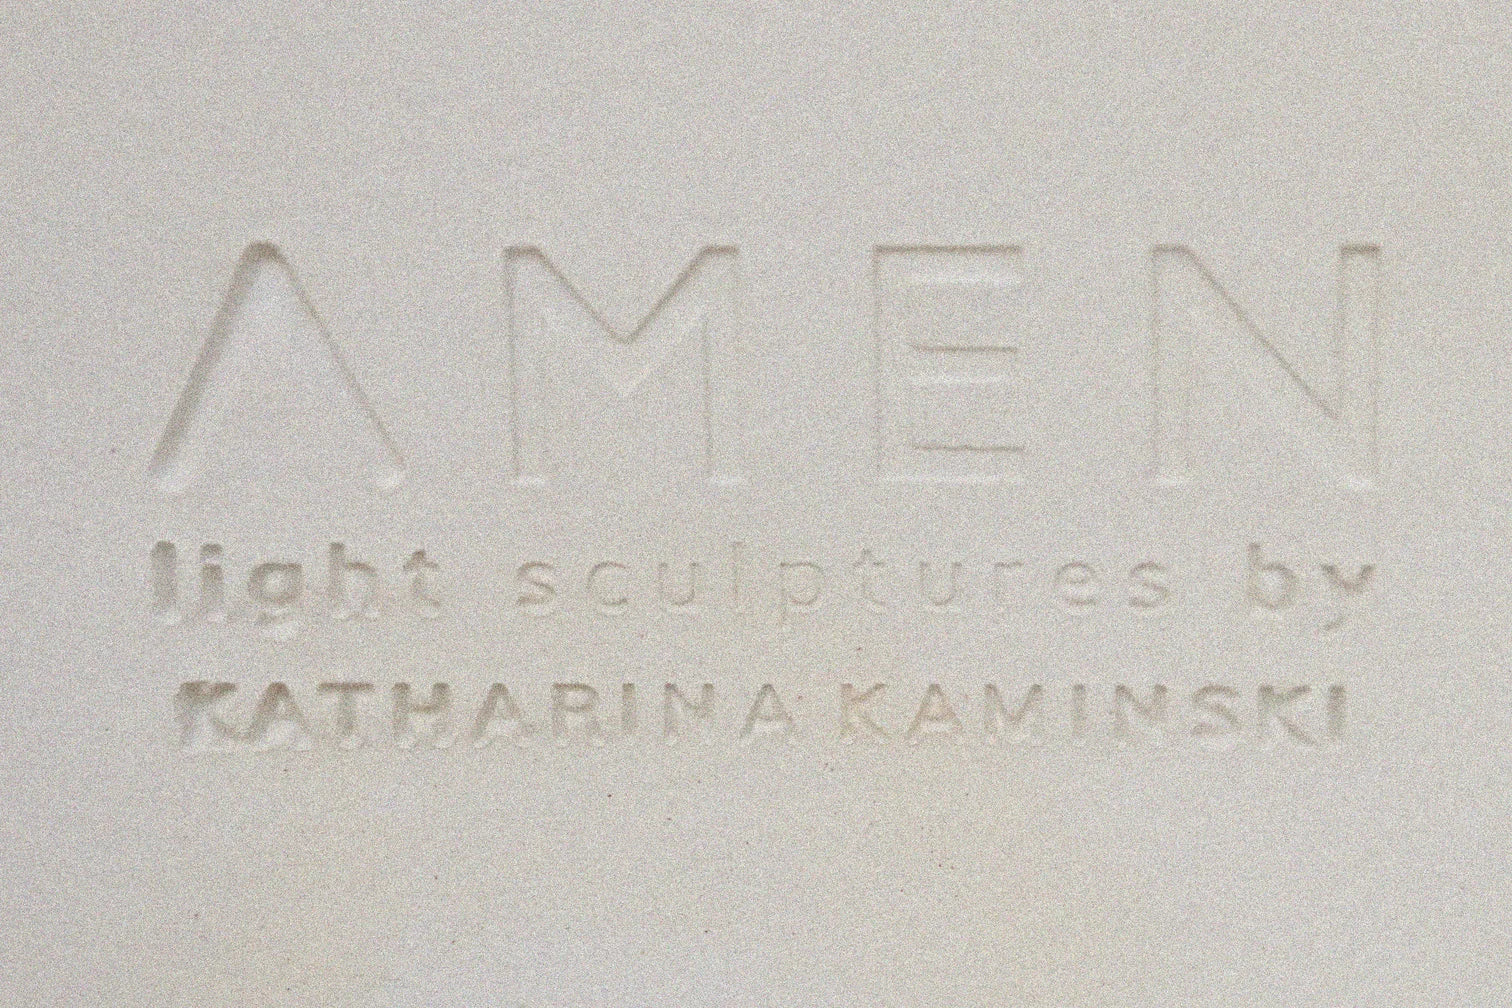 AMEN
light sculptures by
KATHARINA KAMINSKI